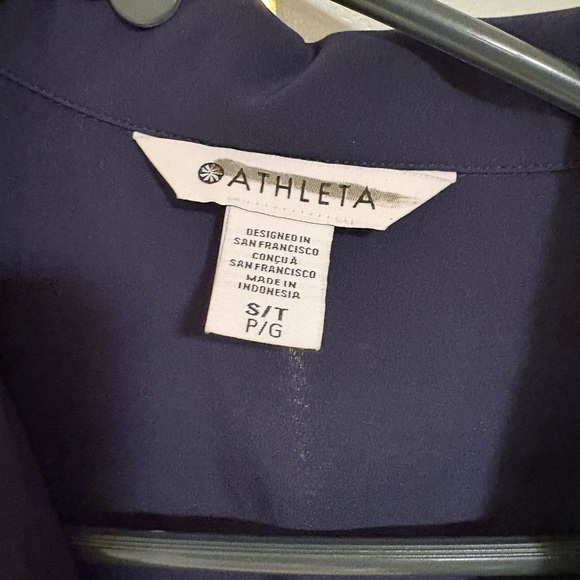 ATHLETA
DESIGNED IN
SAN FRANCISCO
CONÇU À
SAN FRANCISCO
MADE IN
INDONESIA
S/T
P/G